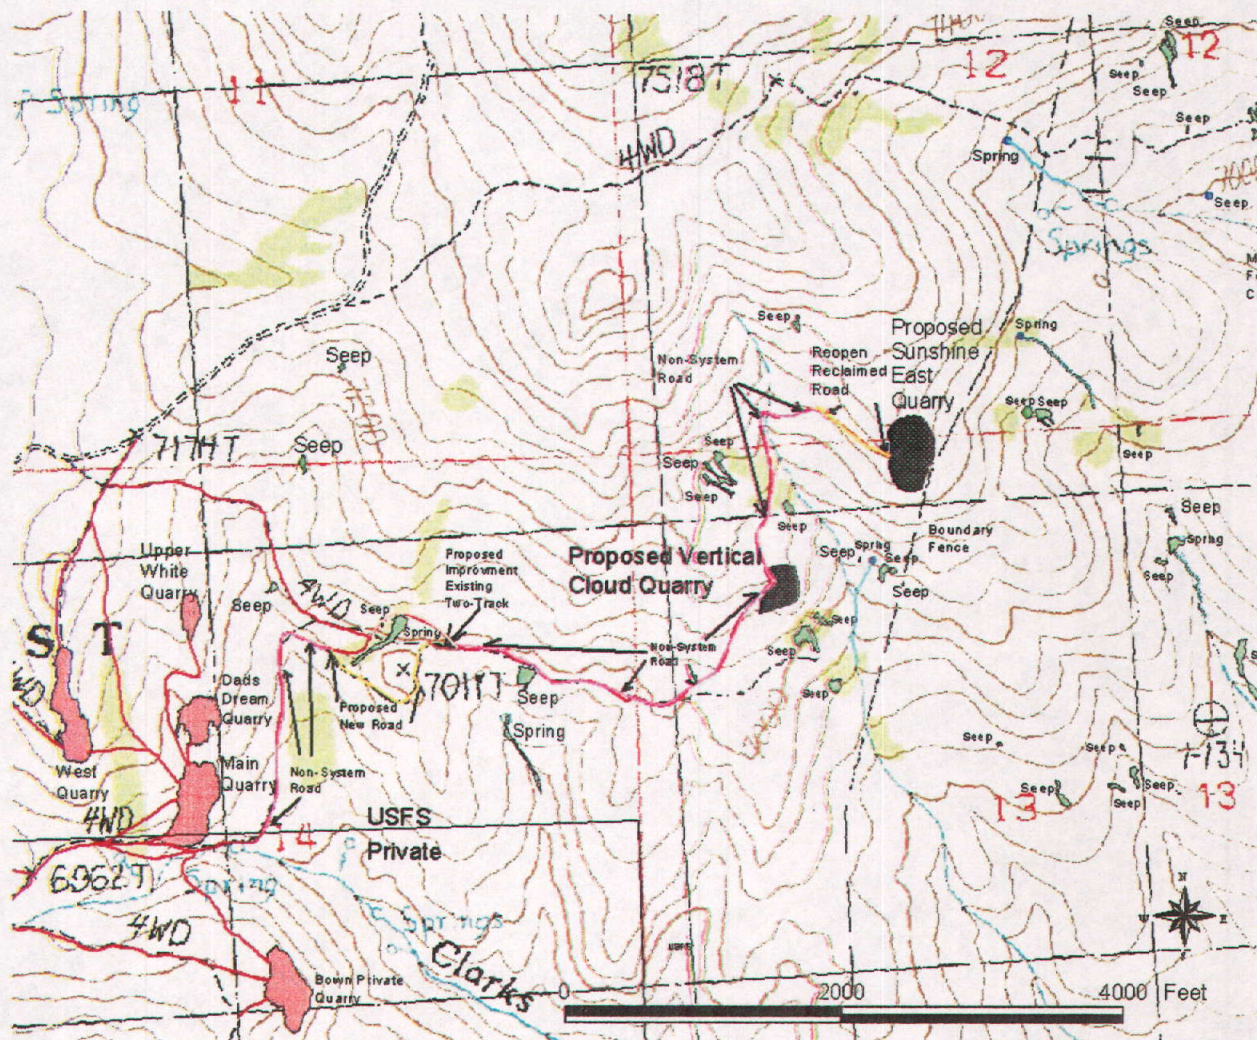 Seep
12
12
11
7518T
Seep
Seep
Spring
4WD
Seep
Spring
Seep
Springs
Seep
Proposed
Sunshine
East
Quarry
Spring
Non-System
Road
Reopen
Reclaimed
Road
Seep
Seep Seep
7174T
Seep
Seep
Seep
W
Seep
Seep
Seep
Seep
Boundary
Fence
Spring
Upper
White
Quarry
Proposed
Improvment
Existing
Two-Track
Proposed Vertical
Cloud Quarry
Seep
Spring
Seep
Seep
Seep
Seep
4WD
Seep
Spring
S T
Seep
Seep
Non-System
Road
Dads
Dream
Quarry
7011T
Seep
Seep
Proposed
New Road
Spring
Seep
Seep
West
Quarry
Main
Quarry
Non-System
Road
Seep
Seep
Seep
13
13
4WD
14
USFS
Private
6962T
Spring
4WD
Springs
Clarks
Bown Private
Quarry
N
W E
S
0 2000 4000 Feet